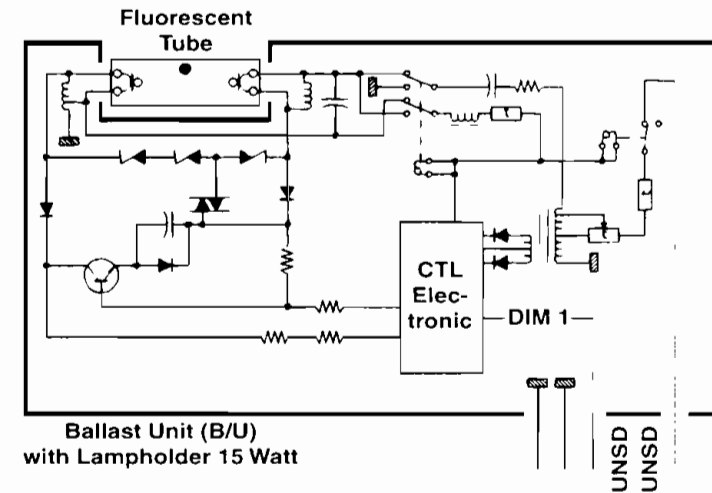 Fluorescent
Tube
CTL
Elec-
tronic
DIM 1
Ballast Unit (B/U)
with Lampholder 15 Watt
UNSD
UNSD